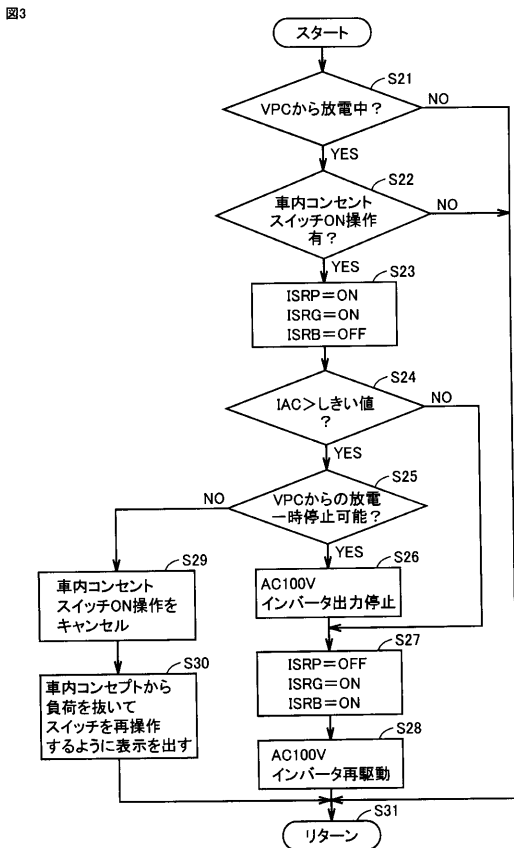 図3
スタート
S21
VPCから放電中?
NO
YES
S22
車内コンセント
スイッチON操作
有?
NO
YES
S23
ISRP=ON
ISRG=ON
ISRB=OFF
S24
IAC>しきい値
?
NO
YES
S25
VPCからの放電
一時停止可能?
NO
YES
S26
AC100V
インバータ出力停止
S27
ISRP=OFF
ISRG=ON
ISRB=ON
S28
AC100V
インバータ再駆動
S29
車内コンセント
スイッチON操作を
キャンセル
S30
車内コンセプトから
負荷を抜いて
スイッチを再操作
するように表示を出す
S31
リターン